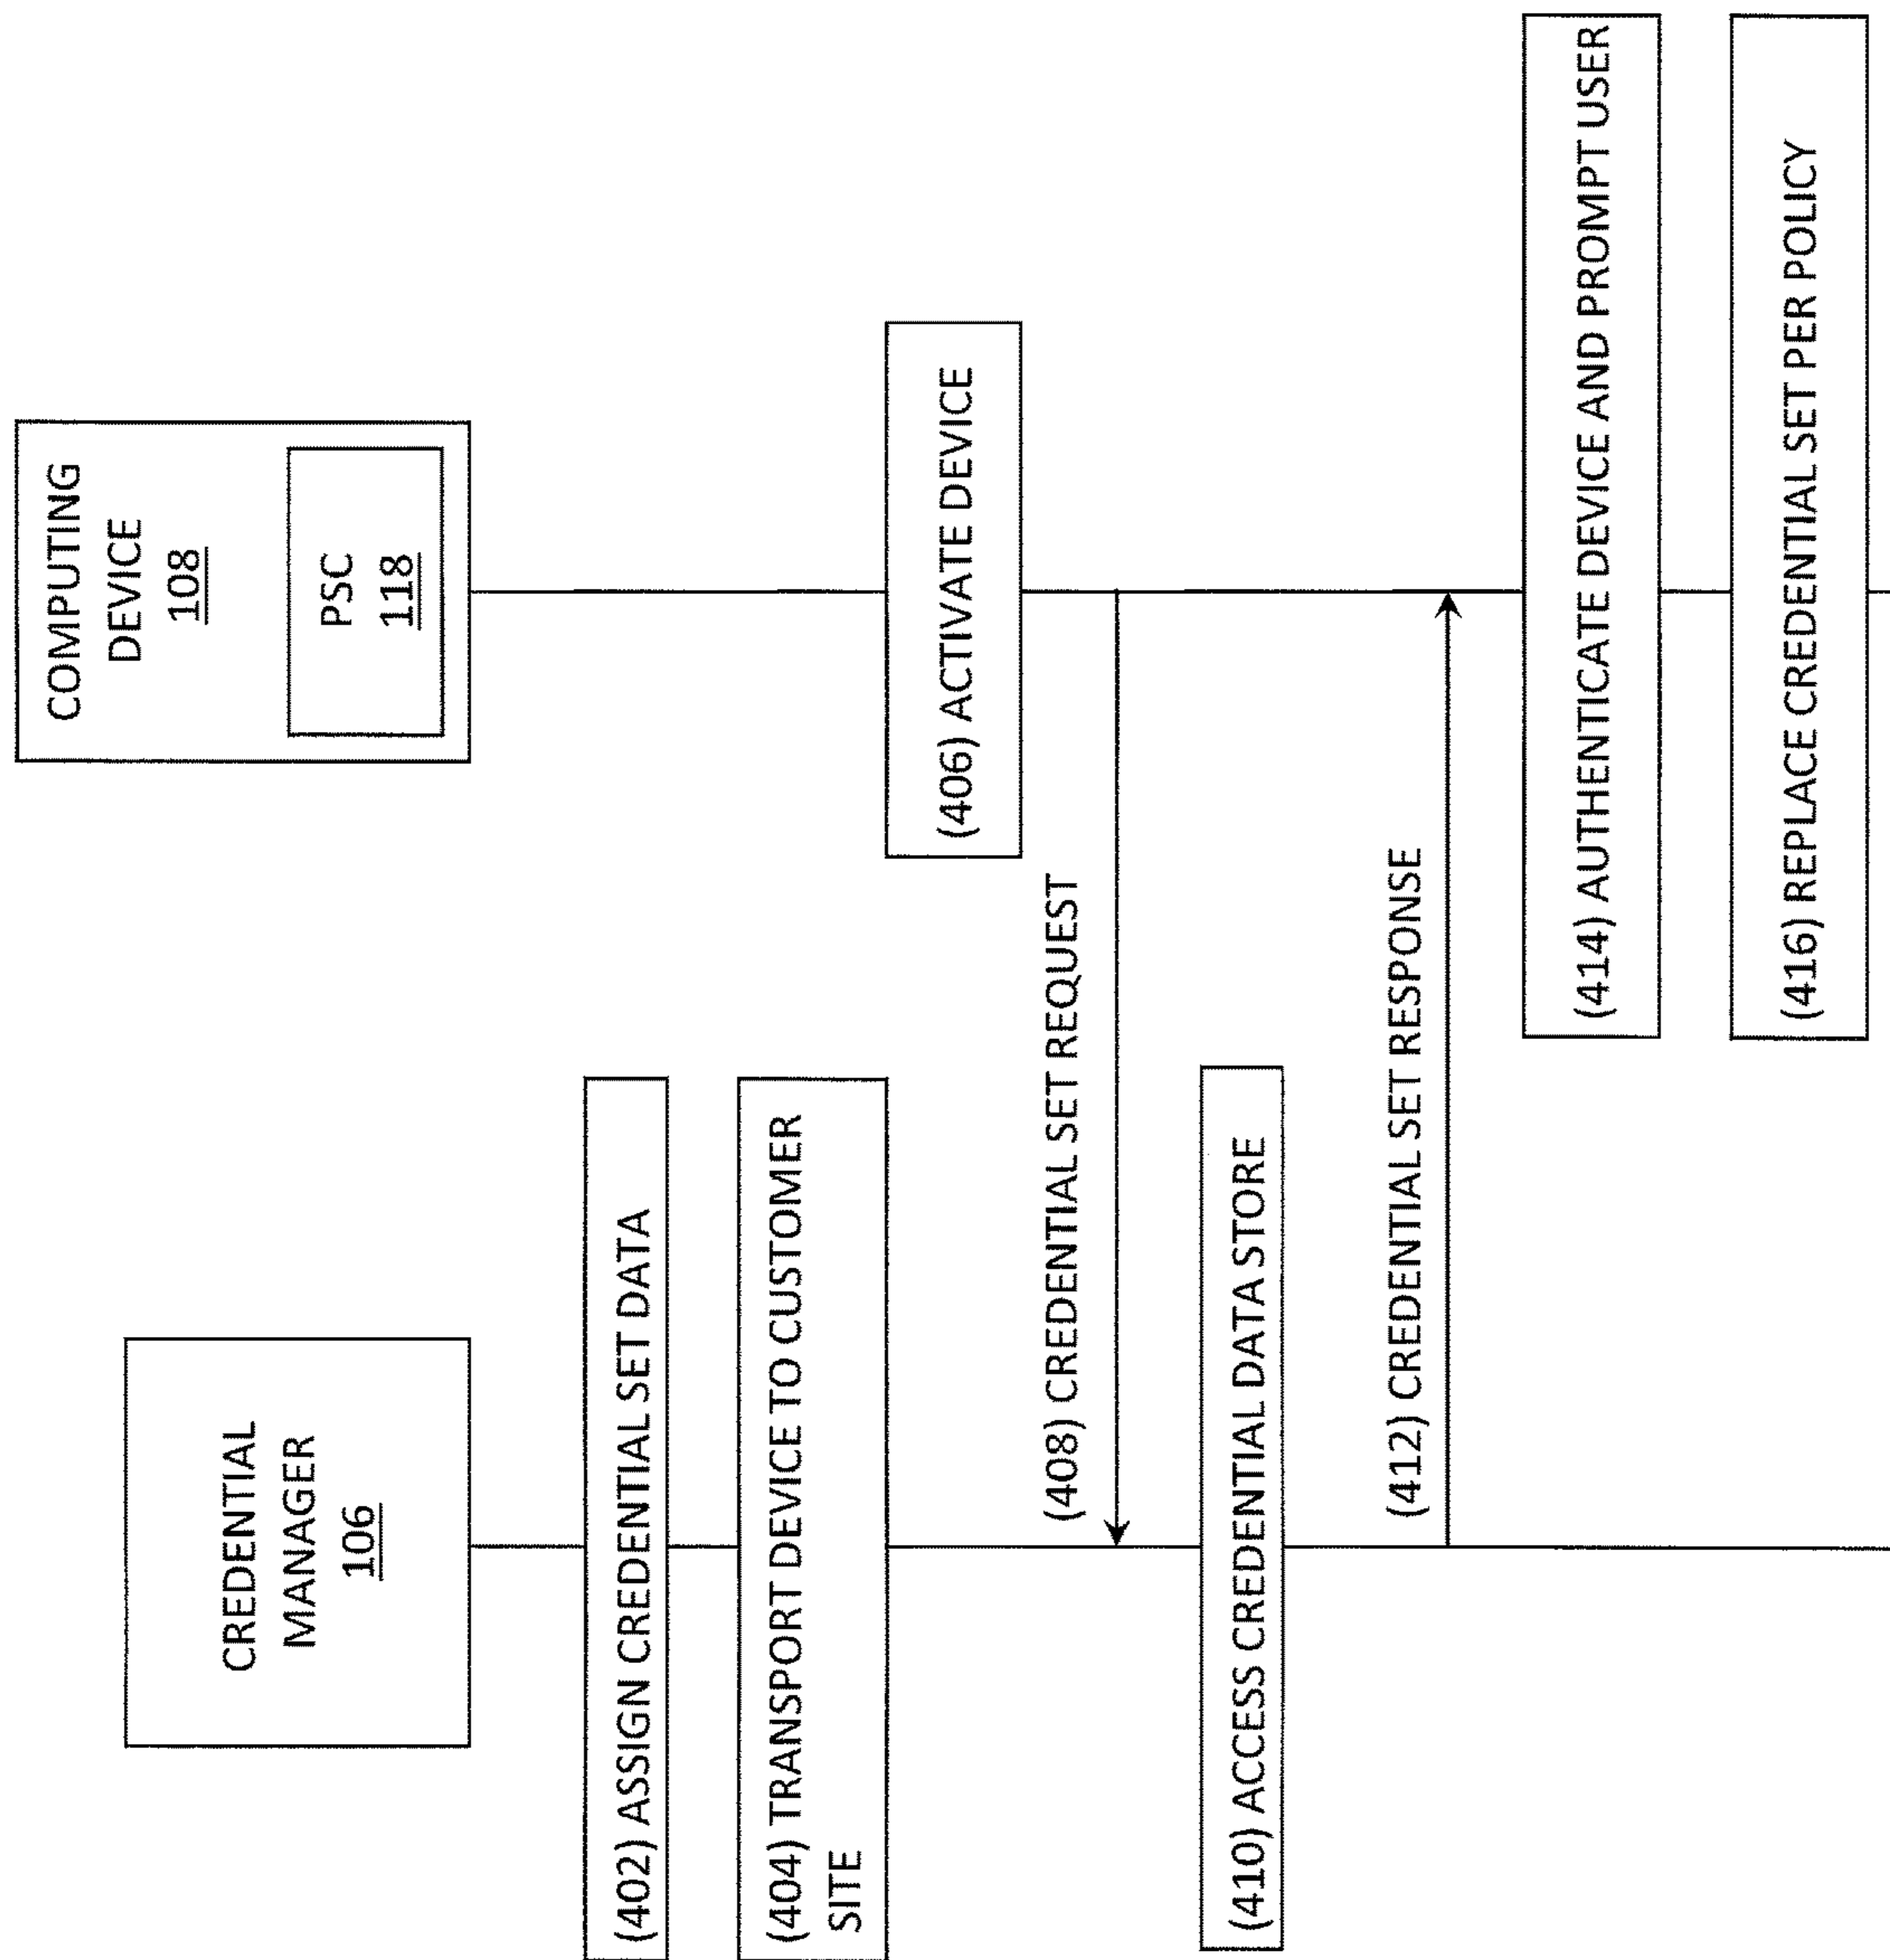 CREDENTIAL
MANAGER
106
COMPUTING
DEVICE
108
PSC
118
(402) ASSIGN CREDENTIAL SET DATA
(404) TRANSPORT DEVICE TO CUSTOMER
SITE
(406) ACTIVATE DEVICE
(408) CREDENTIAL SET REQUEST
(410) ACCESS CREDENTIAL DATA STORE
(412) CREDENTIAL SET RESPONSE
(414) AUTHENTICATE DEVICE AND PROMPT USER
(416) REPLACE CREDENTIAL SET PER POLICY